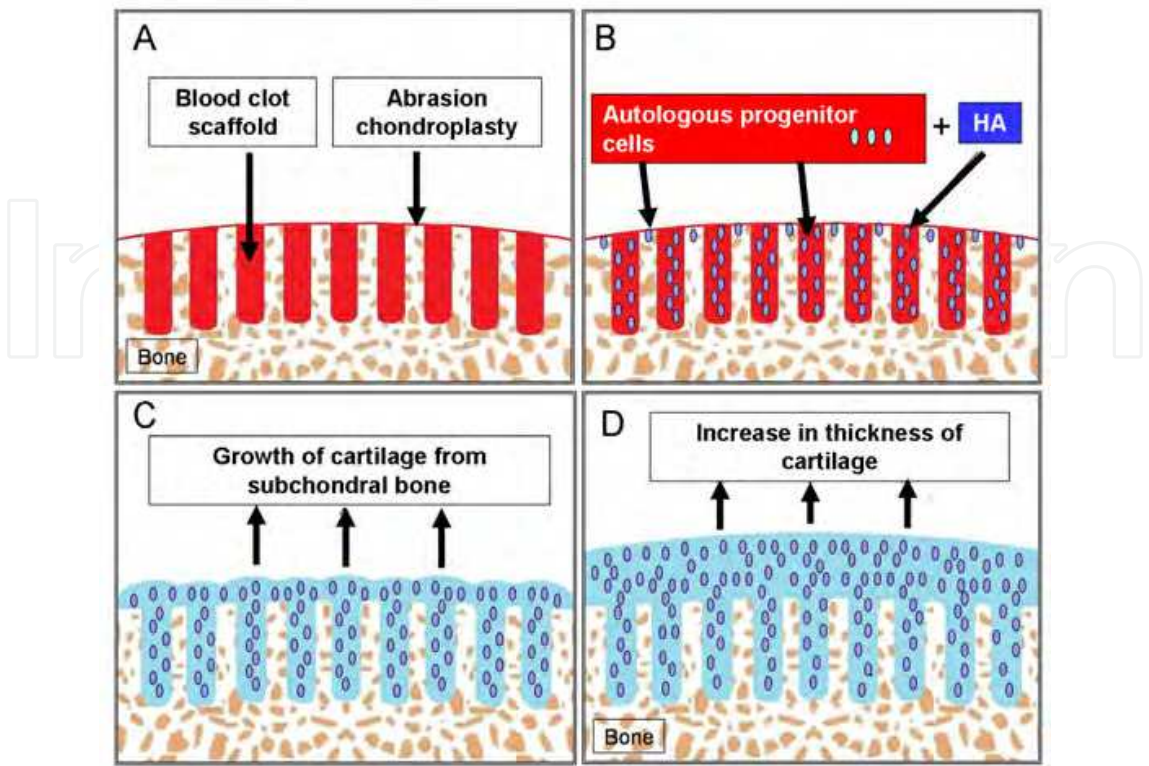 A
Blood clot
scaffold
Abrasion
chondroplasty
Bone
B
Autologous progenitor
cells
+
HA
C
Growth of cartilage from
subchondral bone
D
Increase in thickness of
cartilage
Bone